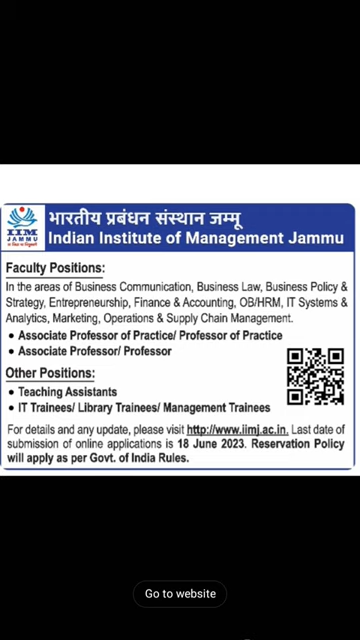 IIM
JAMMU
भारतीय प्रबंधन संस्थान जम्मू
Indian Institute of Management Jammu
Faculty Positions:
In the areas of Business Communication, Business Law, Business Policy &
Strategy, Entrepreneurship, Finance & Accounting, OB/HRM, IT Systems &
Analytics, Marketing, Operations & Supply Chain Management.
• Associate Professor of Practice/ Professor of Practice
• Associate Professor/ Professor
Other Positions:
• Teaching Assistants
• IT Trainees/ Library Trainees/ Management Trainees
For details and any update, please visit http://www.iimj.ac.in. Last date of
submission of online applications is 18 June 2023. Reservation Policy
will apply as per Govt. of India Rules.
Go to website